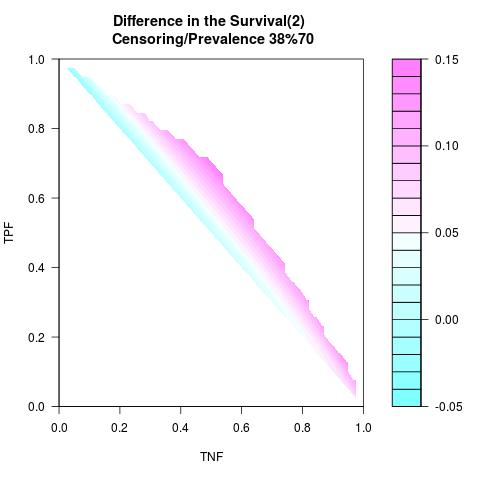 Difference in the Survival(2)
Censoring/Prevalence 38%70
1.0
0.8
0.6
0.4
0.2
0.0
TPF
0.0 0.2 0.4 0.6 0.8 1.0
TNF
0.15
0.10
0.05
0.00
-0.05